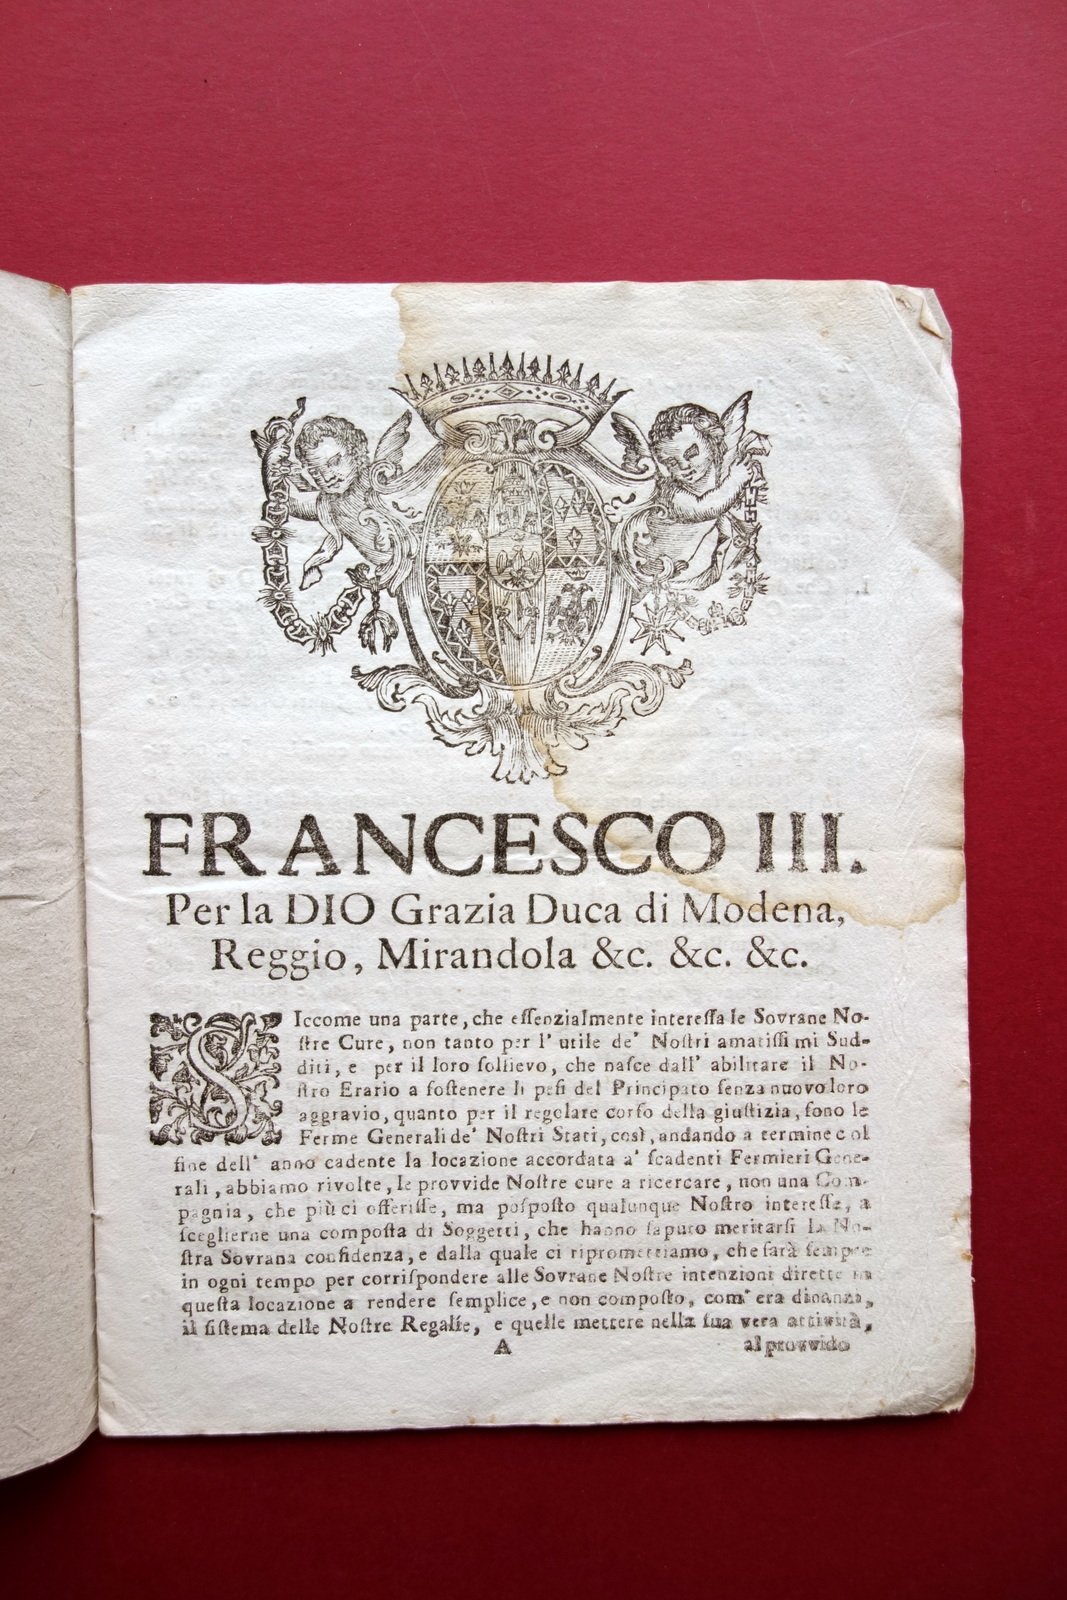 FRANCESCO III.
Per la DIO Grazia Duca di Modena,
Reggio, Mirandola &c. &c. &c.
SIccome una parte, che eſſenzialmente intereſſa le Sovrane No-
ſtre Cure, non tanto per l' utile de' Noſtri amatiſſimi Sud-
diti, e per il loro ſollievo, che naſce dall' abilitare il No-
ſtro Erario a ſoſtenere li peſi del Principato ſenza nuovo loro
aggravio, quanto per il regolare corſo della giuſtizia, ſono le
Ferme Generali de' Noſtri Stati, così, andando a termine col
fine dell' anno cadente la locazione accordata a' ſcadenti Fermieri Gene-
rali, abbiamo rivolte, le provvide Noſtre cure a ricercare, non una Com-
pagnia, che più ci offeriſſe, ma poſpoſto qualunque Noſtro intereſſe, a
ſceglierne una compoſta di Soggetti, che hanno ſaputo meritarſi la No-
ſtra Sovrana confidenza, e dalla quale ci ripromettiamo, che ſarà ſempre
in ogni tempo per corriſpondere alle Sovrane Noſtre intenzioni dirette in
queſta locazione a rendere ſemplice, e non compoſto, com' era dinanzi,
il ſiſtema delle Noſtre Regalíe, e quelle mettere nella ſua vera attività,
A al provvido